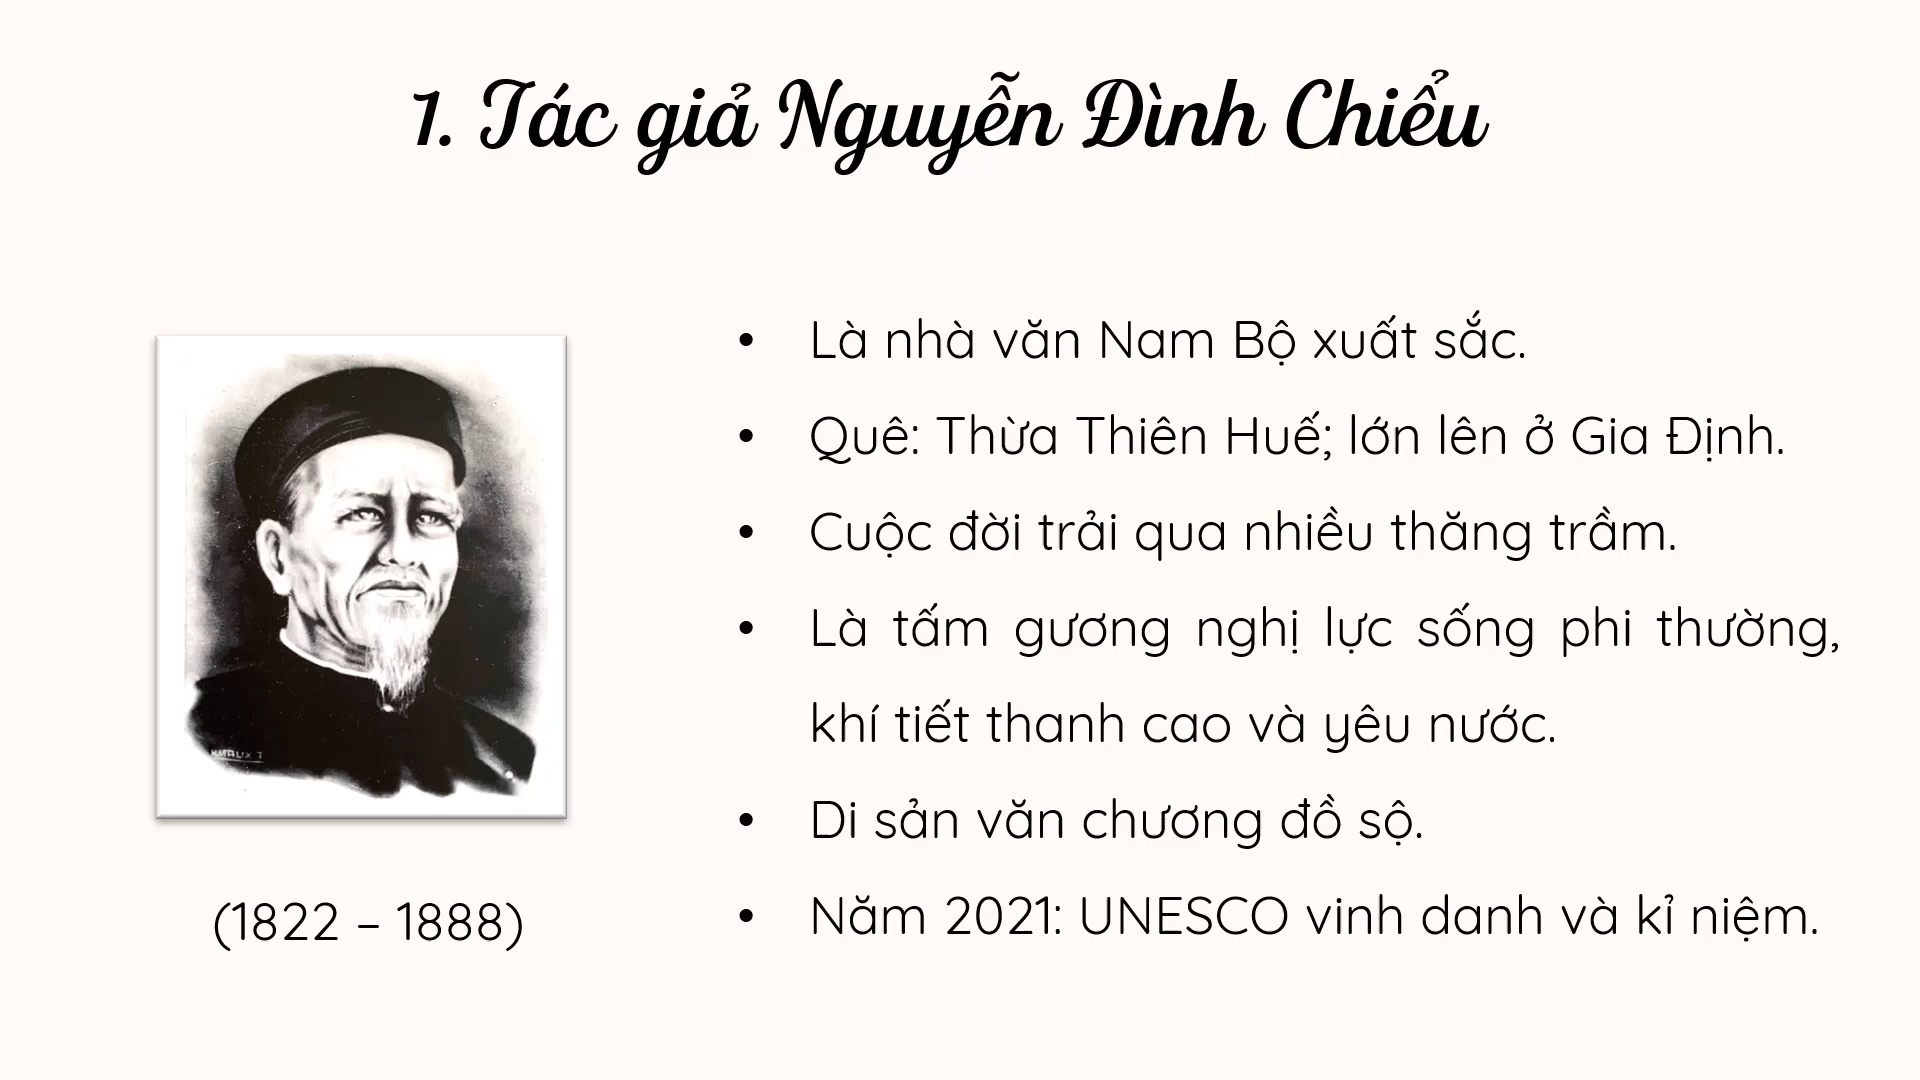 1. Tác giả Nguyễn Đình Chiểu
• Là nhà văn Nam Bộ xuất sắc.
• Quê: Thừa Thiên Huế; lớn lên ở Gia Định.
• Cuộc đời trải qua nhiều thăng trầm.
• Là tấm gương nghị lực sống phi thường,
khí tiết thanh cao và yêu nước.
• Di sản văn chương đồ sộ.
• Năm 2021: UNESCO vinh danh và kỉ niệm.
(1822 – 1888)